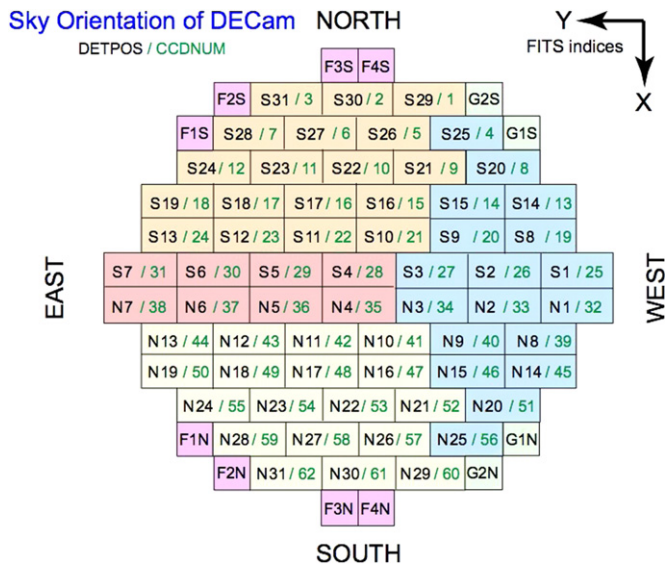 Sky Orientation of DECam NORTH
DETPOS / CCDNUM
Y
FITS indices
X
F3S F4S
F2S S31 / 3 S30 / 2 S29 / 1 G2S
F1S S28 / 7 S27 / 6 S26 / 5 S25 / 4 G1S
S24 / 12 S23 / 11 S22 / 10 S21 / 9 S20 / 8
S19 / 18 S18 / 17 S17 / 16 S16 / 15 S15 / 14 S14 / 13
S13 / 24 S12 / 23 S11 / 22 S10 / 21 S9 / 20 S8 / 19
S7 / 31 S6 / 30 S5 / 29 S4 / 28 S3 / 27 S2 / 26 S1 / 25
EAST
WEST
N7 / 38 N6 / 37 N5 / 36 N4 / 35 N3 / 34 N2 / 33 N1 / 32
N13 / 44 N12 / 43 N11 / 42 N10 / 41 N9 / 40 N8 / 39
N19 / 50 N18 / 49 N17 / 48 N16 / 47 N15 / 46 N14 / 45
N24 / 55 N23 / 54 N22 / 53 N21 / 52 N20 / 51
F1N N28 / 59 N27 / 58 N26 / 57 N25 / 56 G1N
F2N N31 / 62 N30 / 61 N29 / 60 G2N
F3N F4N
SOUTH